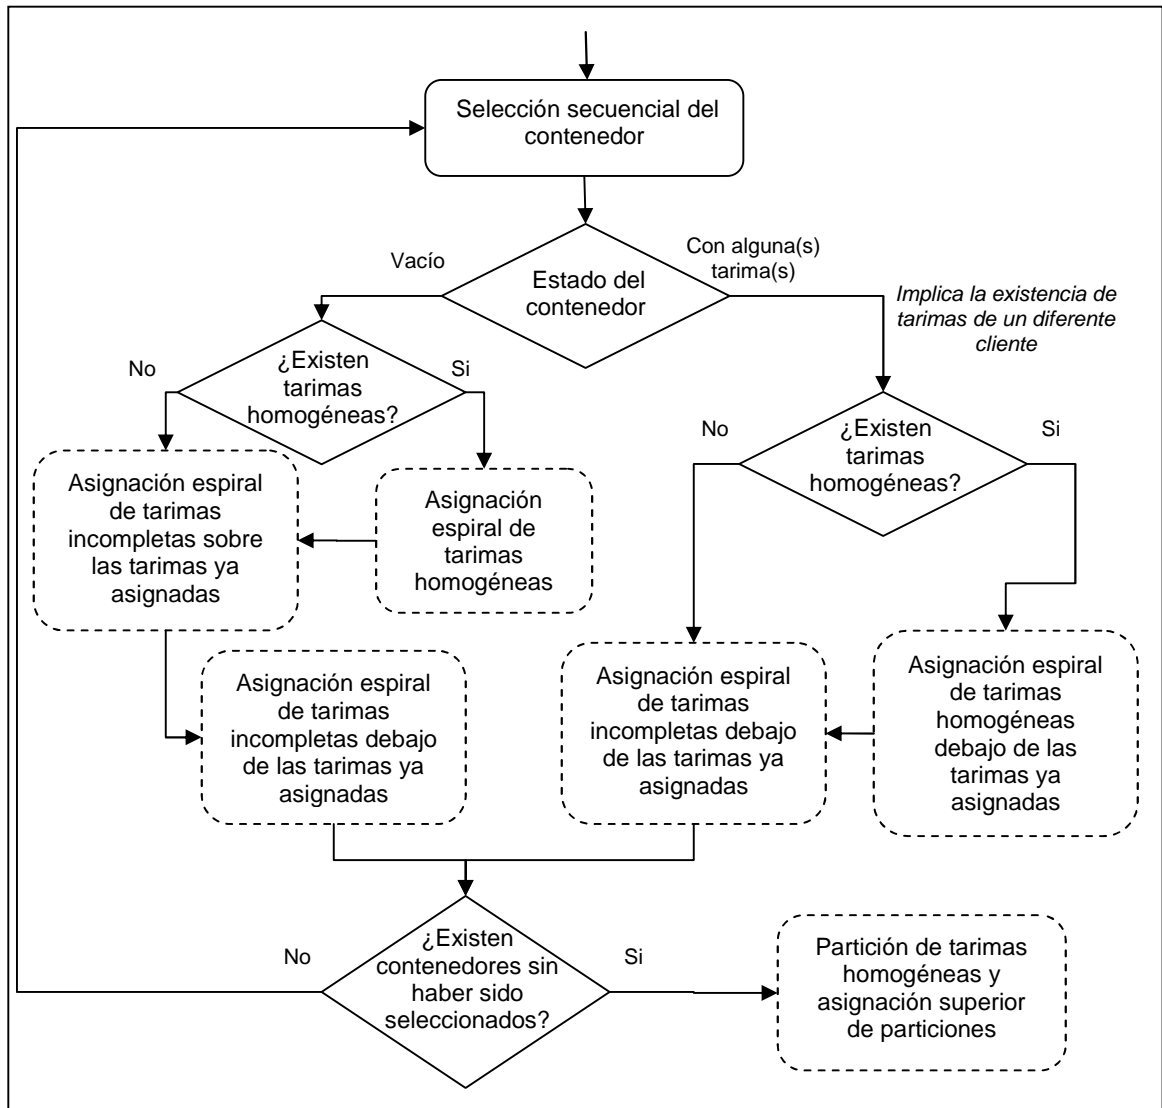 Selección secuencial del
contenedor
Vacío
Con alguna(s)
tarima(s)
Estado del
contenedor
Implica la existencia de
tarimas de un diferente
cliente
No
¿Existen
tarimas
homogéneas?
Si
No
¿Existen
tarimas
homogéneas?
Si
Asignación espiral
de tarimas
incompletas sobre
las tarimas ya
asignadas
Asignación
espiral de
tarimas
homogéneas
Asignación espiral
de tarimas
incompletas debajo
de las tarimas ya
asignadas
Asignación espiral
de tarimas
incompletas debajo
de las tarimas ya
asignadas
Asignación espiral
de tarimas
homogéneas
debajo de las
tarimas ya
asignadas
No
¿Existen
contenedores sin
haber sido
seleccionados?
Si
Partición de tarimas
homogéneas y
asignación superior
de particiones